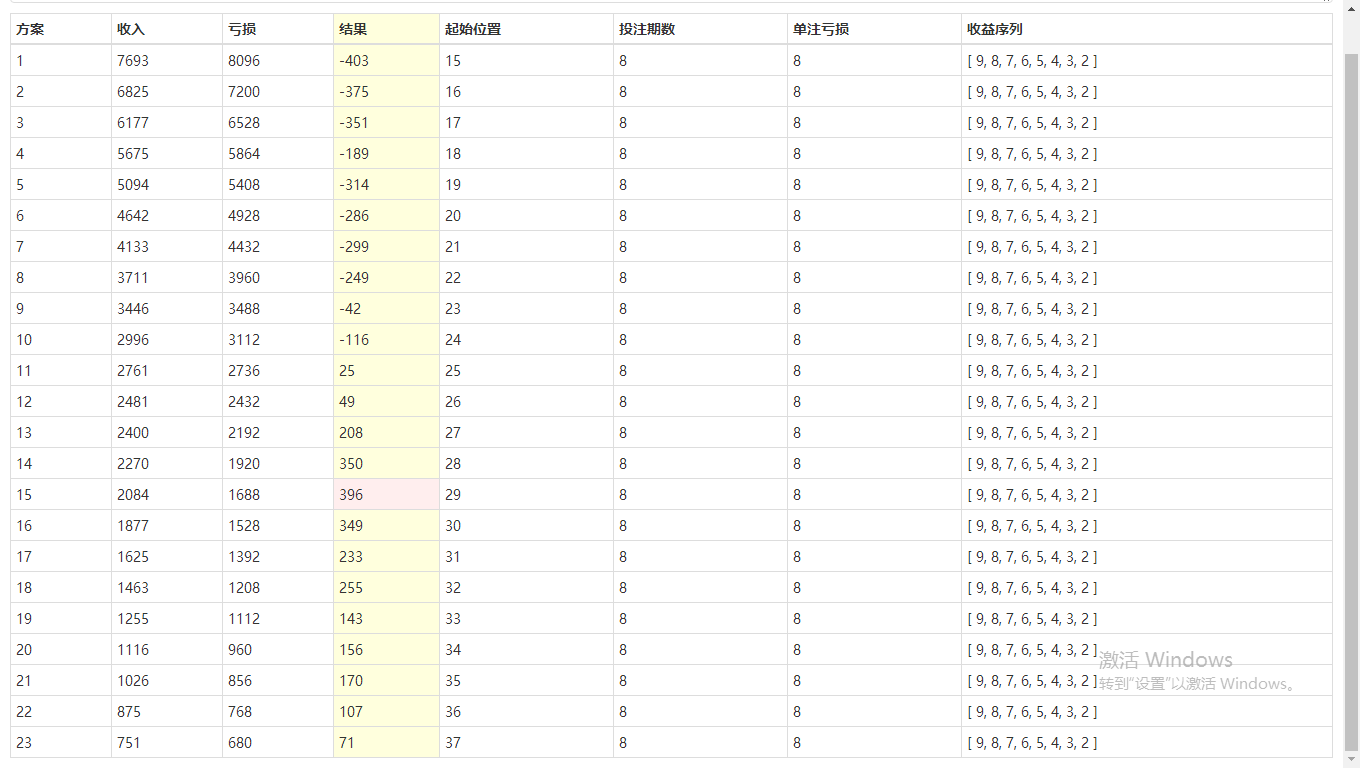 方案 收入 亏损 结果 起始位置 投注期数 单注亏损 收益序列
1 7693 8096 -403 15 8 8 [ 9, 8, 7, 6, 5, 4, 3, 2 ]
2 6825 7200 -375 16 8 8 [ 9, 8, 7, 6, 5, 4, 3, 2 ]
3 6177 6528 -351 17 8 8 [ 9, 8, 7, 6, 5, 4, 3, 2 ]
4 5675 5864 -189 18 8 8 [ 9, 8, 7, 6, 5, 4, 3, 2 ]
5 5094 5408 -314 19 8 8 [ 9, 8, 7, 6, 5, 4, 3, 2 ]
6 4642 4928 -286 20 8 8 [ 9, 8, 7, 6, 5, 4, 3, 2 ]
7 4133 4432 -299 21 8 8 [ 9, 8, 7, 6, 5, 4, 3, 2 ]
8 3711 3960 -249 22 8 8 [ 9, 8, 7, 6, 5, 4, 3, 2 ]
9 3446 3488 -42 23 8 8 [ 9, 8, 7, 6, 5, 4, 3, 2 ]
10 2996 3112 -116 24 8 8 [ 9, 8, 7, 6, 5, 4, 3, 2 ]
11 2761 2736 25 25 8 8 [ 9, 8, 7, 6, 5, 4, 3, 2 ]
12 2481 2432 49 26 8 8 [ 9, 8, 7, 6, 5, 4, 3, 2 ]
13 2400 2192 208 27 8 8 [ 9, 8, 7, 6, 5, 4, 3, 2 ]
14 2270 1920 350 28 8 8 [ 9, 8, 7, 6, 5, 4, 3, 2 ]
15 2084 1688 396 29 8 8 [ 9, 8, 7, 6, 5, 4, 3, 2 ]
16 1877 1528 349 30 8 8 [ 9, 8, 7, 6, 5, 4, 3, 2 ]
17 1625 1392 233 31 8 8 [ 9, 8, 7, 6, 5, 4, 3, 2 ]
18 1463 1208 255 32 8 8 [ 9, 8, 7, 6, 5, 4, 3, 2 ]
19 1255 1112 143 33 8 8 [ 9, 8, 7, 6, 5, 4, 3, 2 ]
20 1116 960 156 34 8 8 [ 9, 8, 7, 6, 5, 4, 3, 2 ]
激活 Windows
21 1026 856 170 35 8 8 [ 9, 8, 7, 6, 5, 4, 3, 2 ]
转到“设置”以激活 Windows。
22 875 768 107 36 8 8 [ 9, 8, 7, 6, 5, 4, 3, 2 ]
23 751 680 71 37 8 8 [ 9, 8, 7, 6, 5, 4, 3, 2 ]